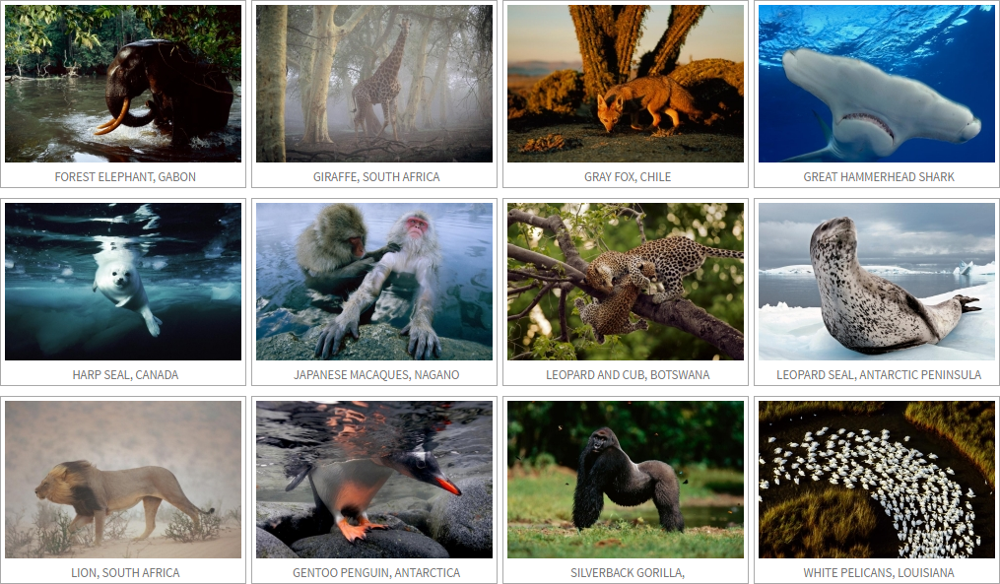 FOREST ELEPHANT, GABON
GIRAFFE, SOUTH AFRICA
GRAY FOX, CHILE
GREAT HAMMERHEAD SHARK
HARP SEAL, CANADA
JAPANESE MACAQUES, NAGANO
LEOPARD AND CUB, BOTSWANA
LEOPARD SEAL, ANTARCTIC PENINSULA
LION, SOUTH AFRICA
GENTOO PENGUIN, ANTARCTICA
SILVERBACK GORILLA,
WHITE PELICANS, LOUISIANA